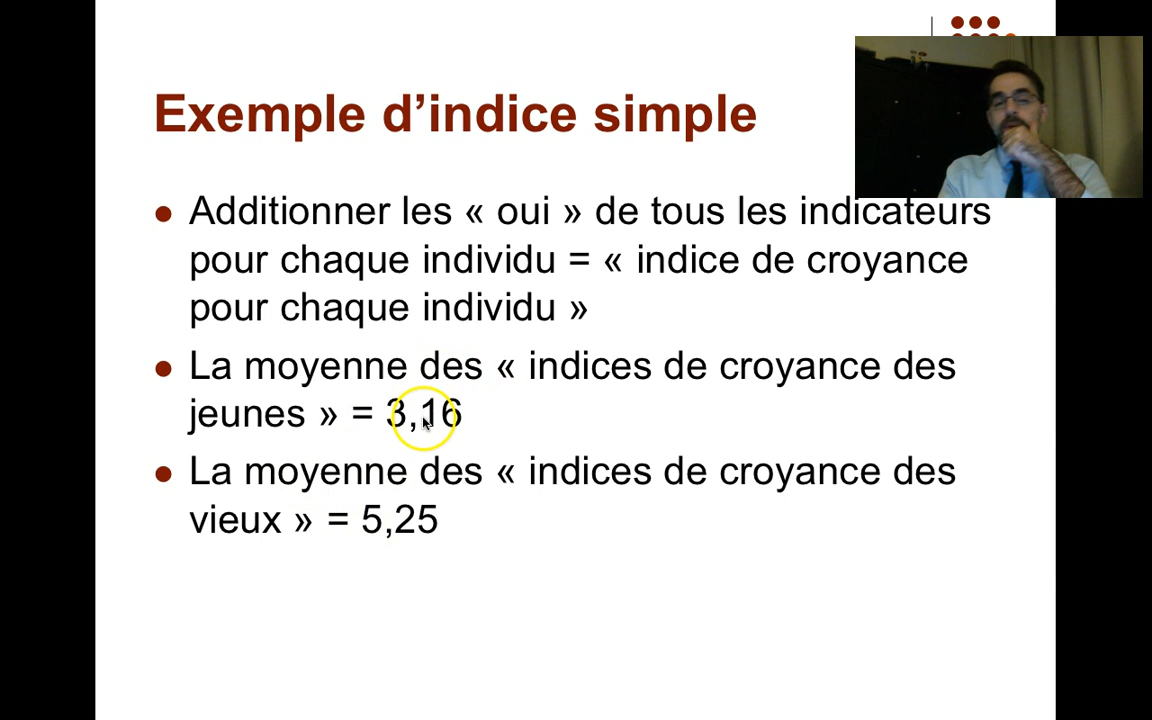 Exemple d’indice simple
Additionner les « oui » de tous les indicateurs
pour chaque individu = « indice de croyance
pour chaque individu »
La moyenne des « indices de croyance des
jeunes » = 3,16
La moyenne des « indices de croyance des
vieux » = 5,25